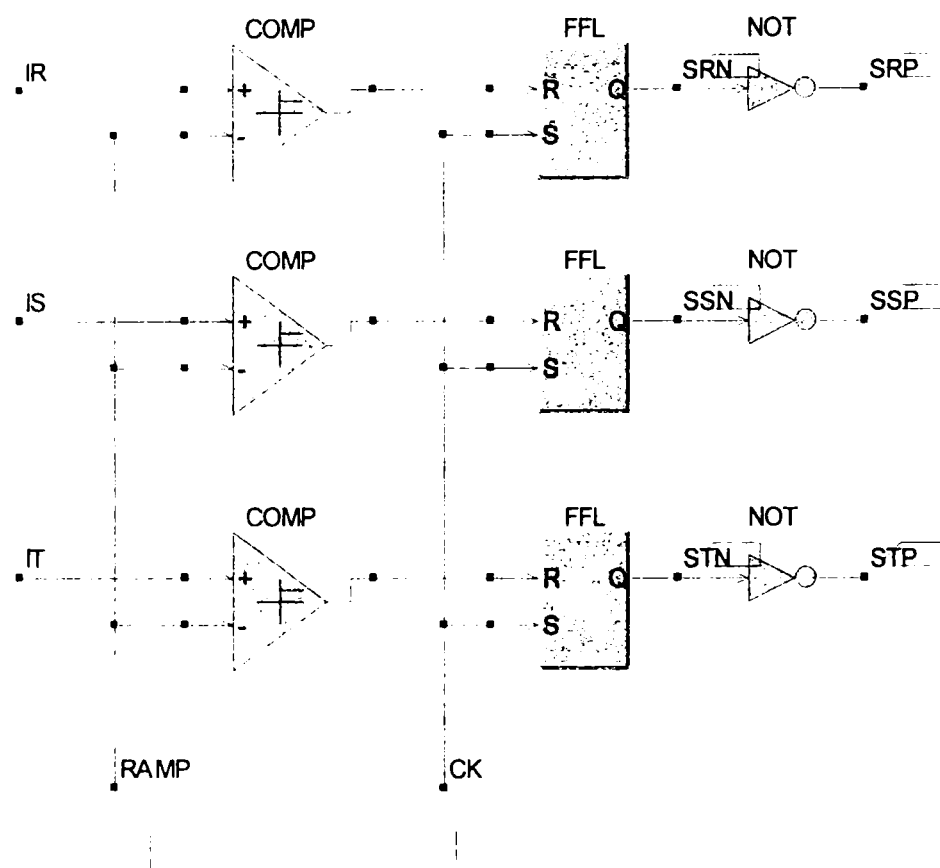 COMP FFL NOT
IR SRN SRP
+ R Q
- S
COMP FFL NOT
IS SSN SSP
+ R Q
- S
COMP FFL NOT
IT STN STP
+ R Q
- S
RAMP CK